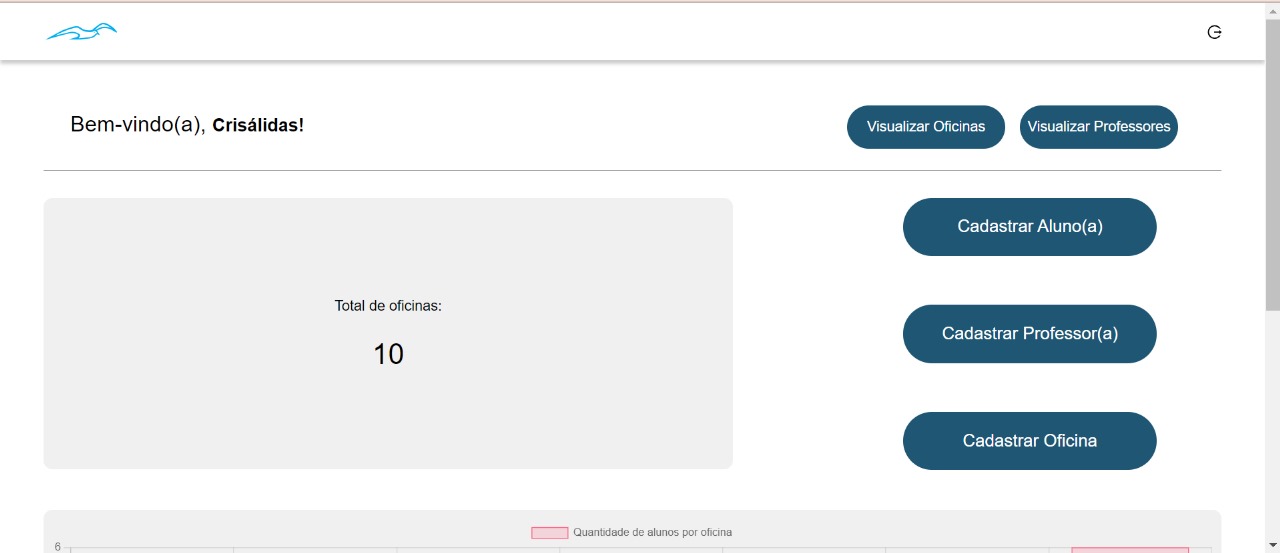 Bem-vindo(a), Crisálidas!
Visualizar Oficinas
Visualizar Professores
Total de oficinas:
10
Cadastrar Aluno(a)
Cadastrar Professor(a)
Cadastrar Oficina
Quantidade de alunos por oficina
6